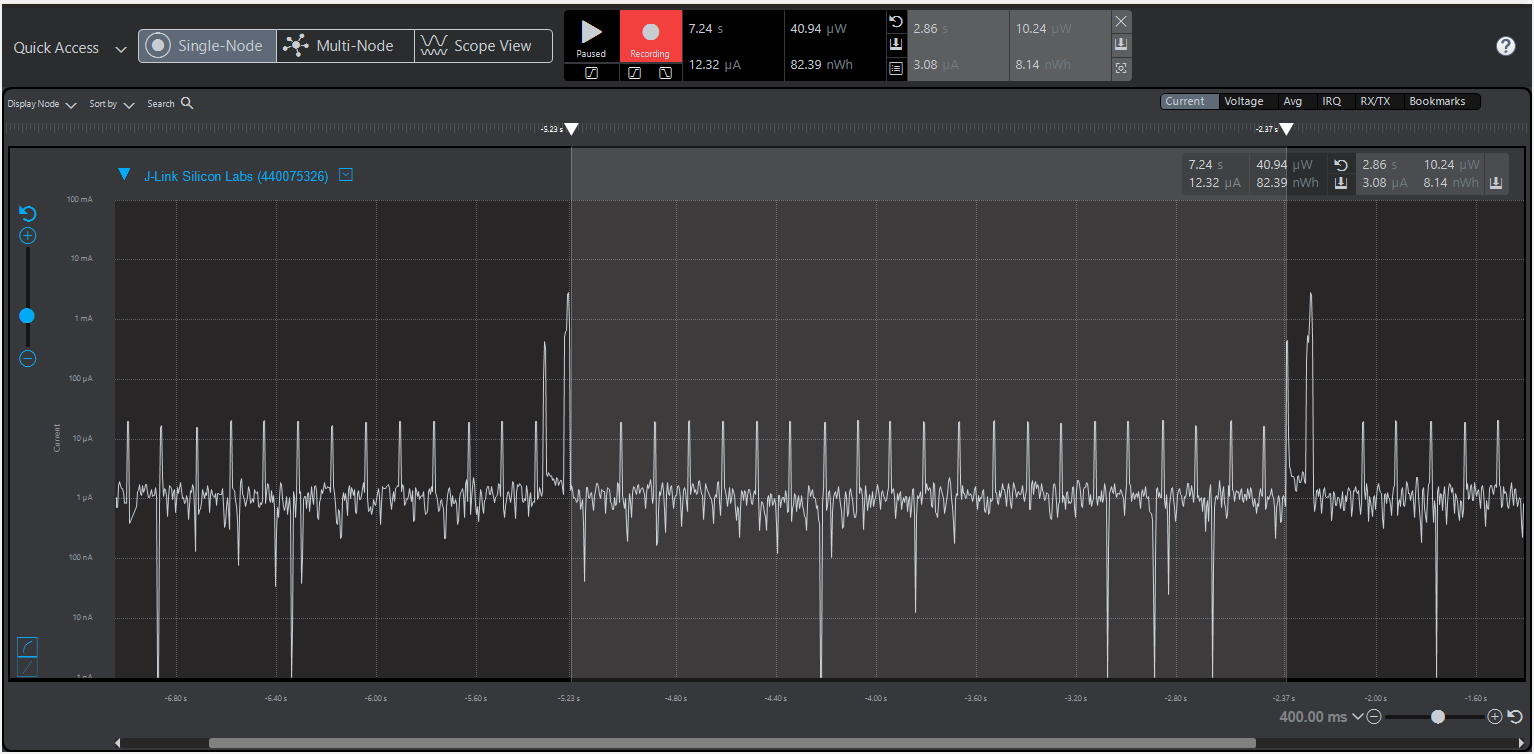 Quick Access
Single-Node
Multi-Node
Scope View
Paused
Recording
7.24 s
40.94 µW
12.32 µA
82.39 nWh
2.86 s
10.24 µW
3.08 µA
8.14 nWh
Display Node
Sort by
Search
Current
Voltage
Avg
IRQ
RX/TX
Bookmarks
-5.23 s
-2.37 s
J-Link Silicon Labs (440075326)
7.24 s
40.94 µW
2.86 s
10.24 µW
12.32 µA
82.39 nWh
3.08 µA
8.14 nWh
100 mA
10 mA
1 mA
100 µA
10 µA
1 µA
100 nA
10 nA
1 nA
Current
-6.80 s
-6.40 s
-6.00 s
-5.60 s
-5.23 s
-4.80 s
-4.40 s
-4.00 s
-3.60 s
-3.20 s
-2.80 s
-2.37 s
-2.00 s
-1.60 s
400.00 ms